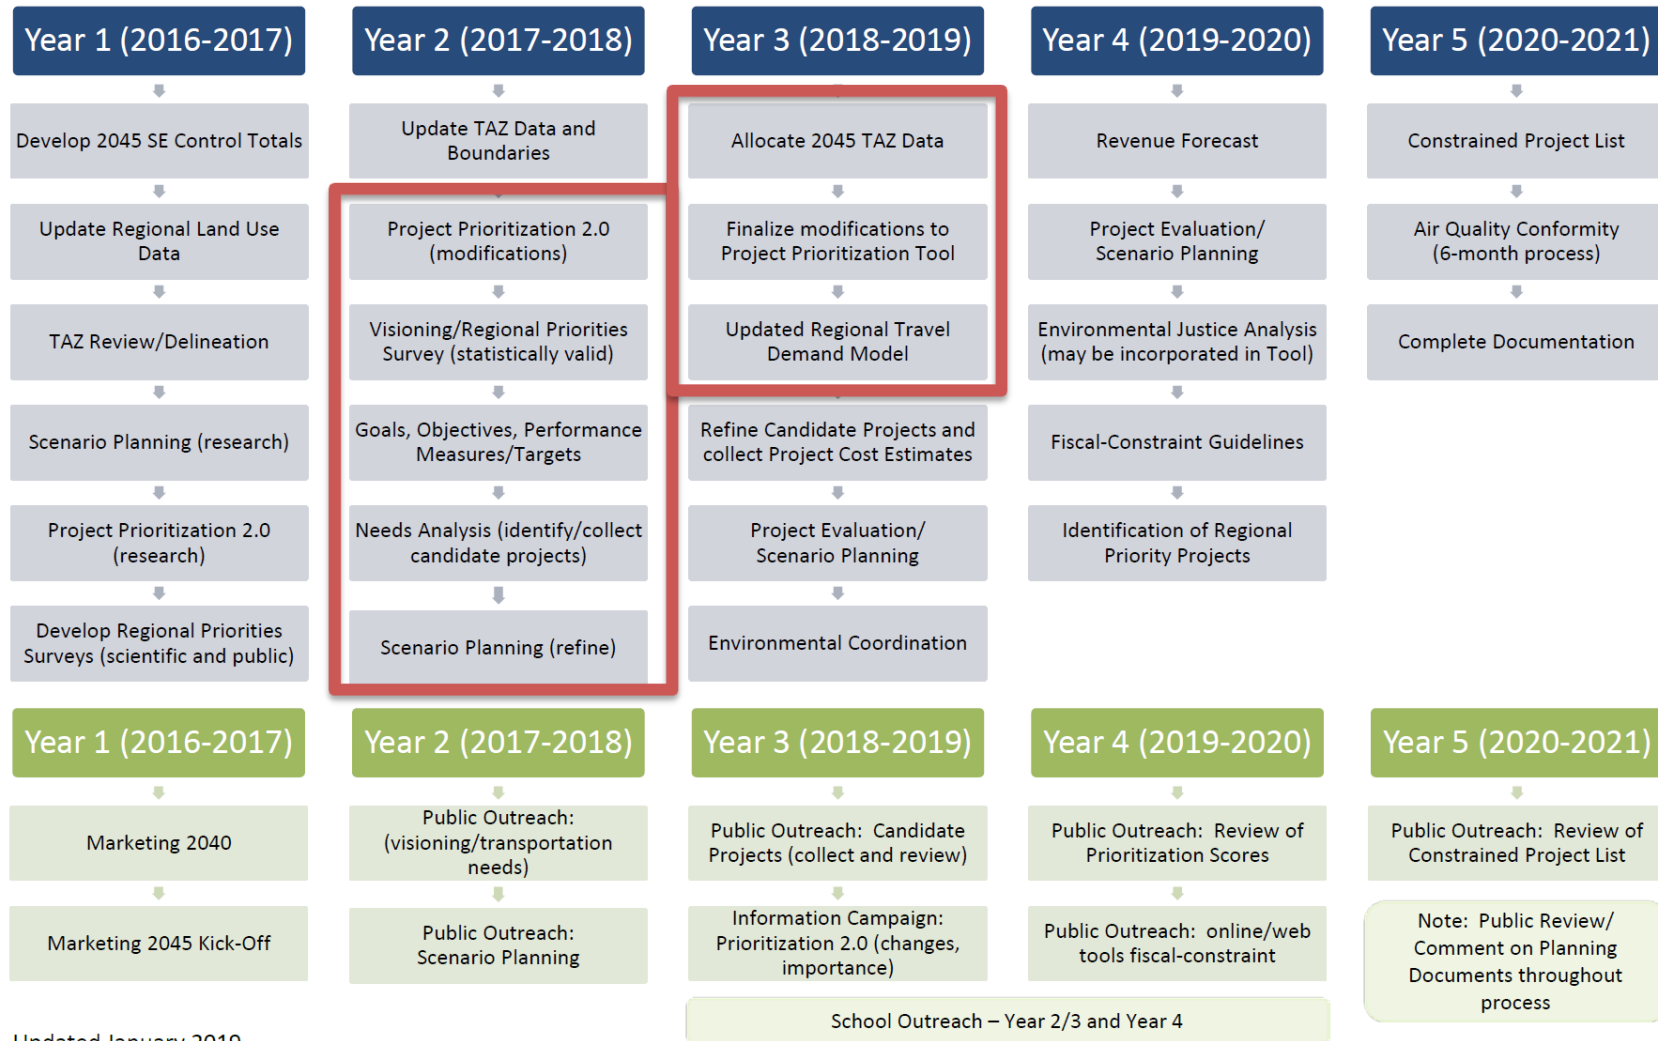 Year 1 (2016-2017)
Develop 2045 SE Control Totals
Update Regional Land Use
Data
TAZ Review/Delineation
Scenario Planning (research)
Project Prioritization 2.0
(research)
Develop Regional Priorities
Surveys (scientific and public)
Year 2 (2017-2018)
Update TAZ Data and
Boundaries
Project Prioritization 2.0
(modifications)
Visioning/Regional Priorities
Survey (statistically valid)
Goals, Objectives, Performance
Measures/Targets
Needs Analysis (identify/collect
candidate projects)
Scenario Planning (refine)
Year 3 (2018-2019)
Allocate 2045 TAZ Data
Finalize modifications to
Project Prioritization Tool
Updated Regional Travel
Demand Model
Refine Candidate Projects and
collect Project Cost Estimates
Project Evaluation/
Scenario Planning
Environmental Coordination
Year 4 (2019-2020)
Revenue Forecast
Project Evaluation/
Scenario Planning
Environmental Justice Analysis
(may be incorporated in Tool)
Fiscal-Constraint Guidelines
Identification of Regional
Priority Projects
Year 5 (2020-2021)
Constrained Project List
Air Quality Conformity
(6-month process)
Complete Documentation
Year 1 (2016-2017)
Marketing 2040
Marketing 2045 Kick-Off
Year 2 (2017-2018)
Public Outreach:
(visioning/transportation
needs)
Public Outreach:
Scenario Planning
Year 3 (2018-2019)
Public Outreach: Candidate
Projects (collect and review)
Information Campaign:
Prioritization 2.0 (changes,
importance)
Year 4 (2019-2020)
Public Outreach: Review of
Prioritization Scores
Public Outreach: online/web
tools fiscal-constraint
Year 5 (2020-2021)
Public Outreach: Review of
Constrained Project List
Note: Public Review/
Comment on Planning
Documents throughout
process
School Outreach – Year 2/3 and Year 4
Updated January 2019